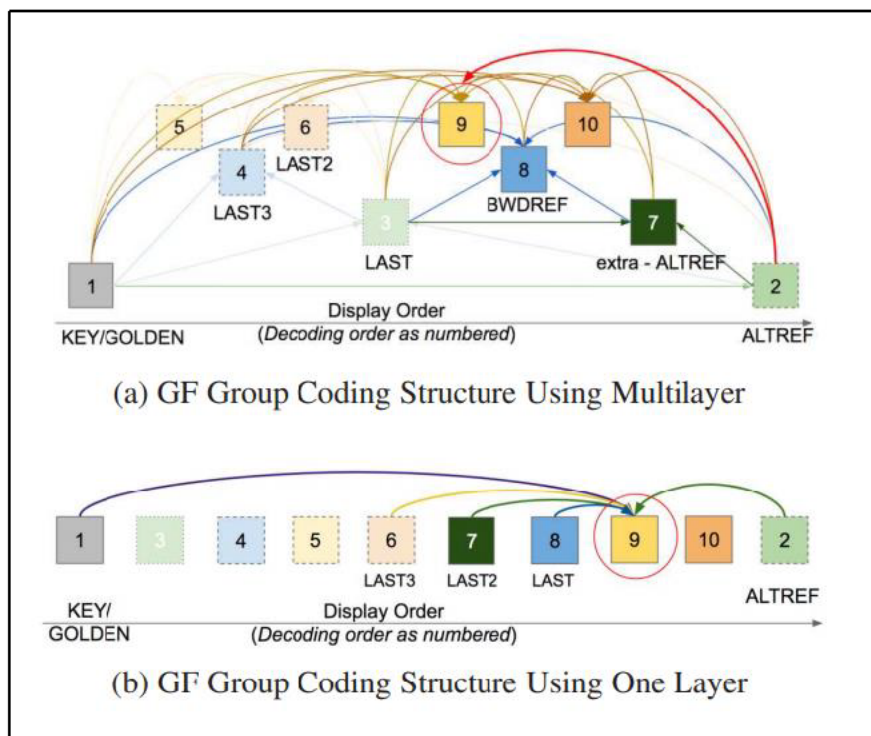 5
6
9
10
LAST2
4
8
LAST3
BWDREF
3
7
LAST
extra - ALTREF
1
2
Display Order
(Decoding order as numbered)
KEY/GOLDEN
ALTREF
(a) GF Group Coding Structure Using Multilayer
1
3
4
5
6
7
8
9
10
2
LAST3
LAST2
LAST
ALTREF
KEY/
GOLDEN
Display Order
(Decoding order as numbered)
(b) GF Group Coding Structure Using One Layer